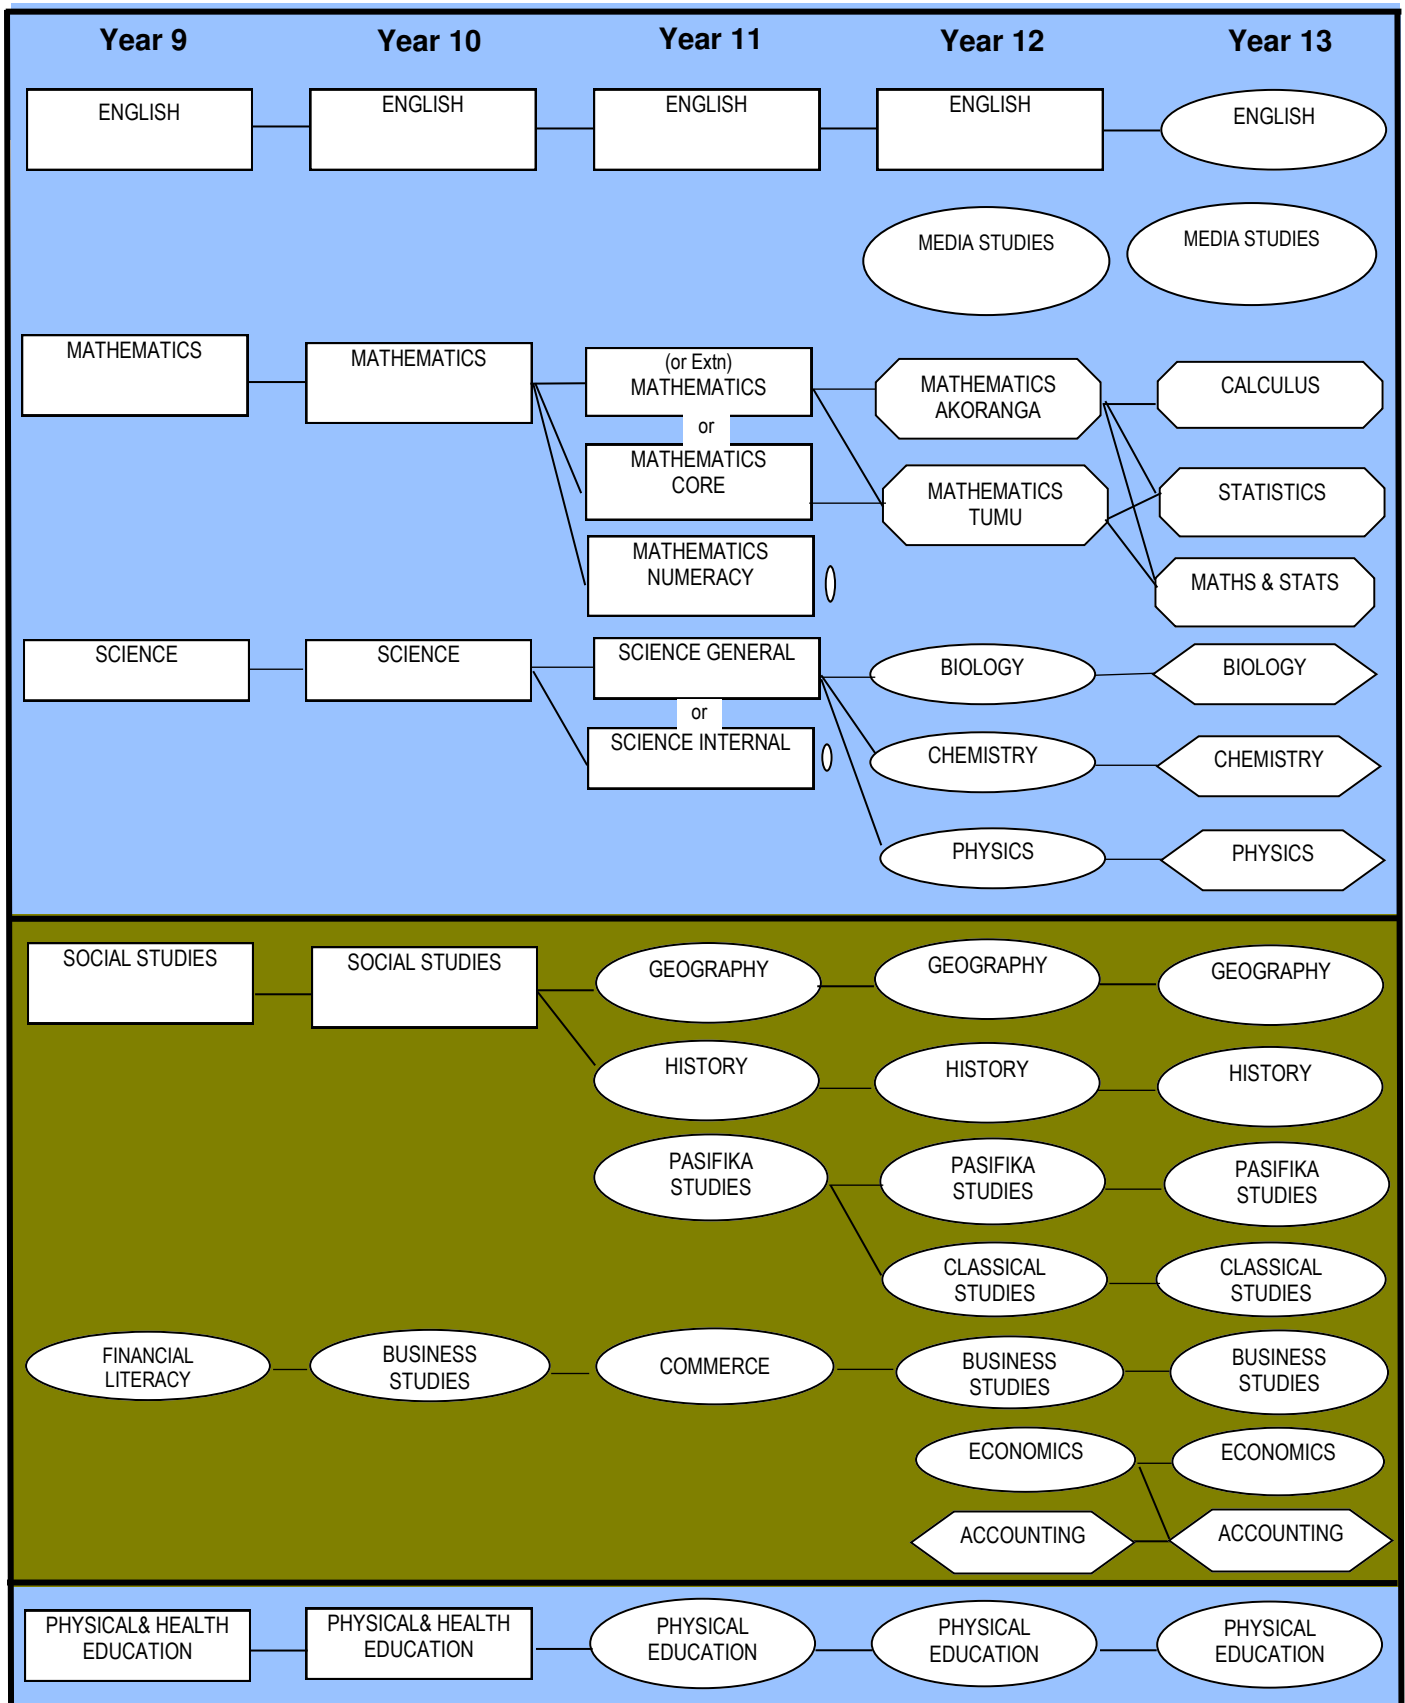 Year 9 Year 10 Year 11 Year 12 Year 13
ENGLISH ENGLISH ENGLISH ENGLISH ENGLISH
MEDIA STUDIES MEDIA STUDIES
MATHEMATICS
MATHEMATICS
(or Extn)
MATHEMATICS
or
MATHEMATICS
CORE
MATHEMATICS
NUMERACY
MATHEMATICS
AKORANGA
MATHEMATICS
TUMU
CALCULUS
STATISTICS
MATHS & STATS
SCIENCE
SCIENCE
SCIENCE GENERAL
or
SCIENCE INTERNAL
BIOLOGY BIOLOGY
CHEMISTRY CHEMISTRY
PHYSICS PHYSICS
SOCIAL STUDIES SOCIAL STUDIES GEOGRAPHY GEOGRAPHY GEOGRAPHY
HISTORY HISTORY HISTORY
PASIFIKA
STUDIES
PASIFIKA
STUDIES
PASIFIKA
STUDIES
CLASSICAL
STUDIES
CLASSICAL
STUDIES
FINANCIAL
LITERACY
BUSINESS
STUDIES
COMMERCE
BUSINESS
STUDIES
BUSINESS
STUDIES
ECONOMICS ECONOMICS
ACCOUNTING ACCOUNTING
PHYSICAL& HEALTH
EDUCATION
PHYSICAL& HEALTH
EDUCATION
PHYSICAL
EDUCATION
PHYSICAL
EDUCATION
PHYSICAL
EDUCATION